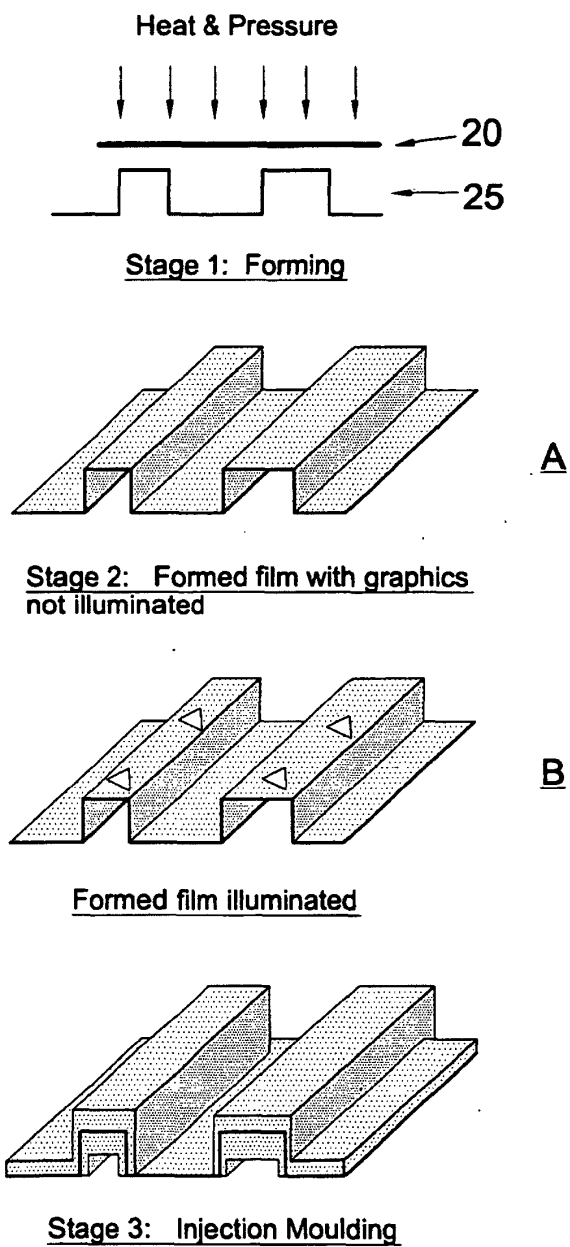 Heat & Pressure
20
25
Stage 1: Forming
A
Stage 2: Formed film with graphics
not illuminated
B
Formed film illuminated
Stage 3: Injection Moulding